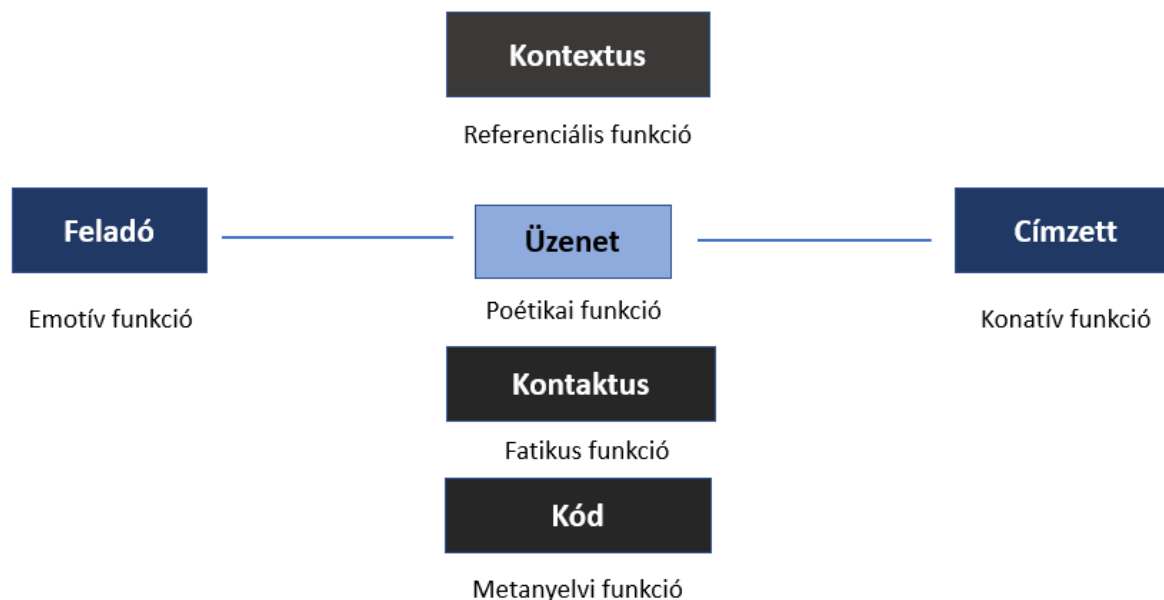 Kontextus
Referenciális funkció
Feladó
Üzenet
Címzett
Emotív funkció
Poétikai funkció
Konatív funkció
Kontaktus
Fatikus funkció
Kód
Metanyelvi funkció